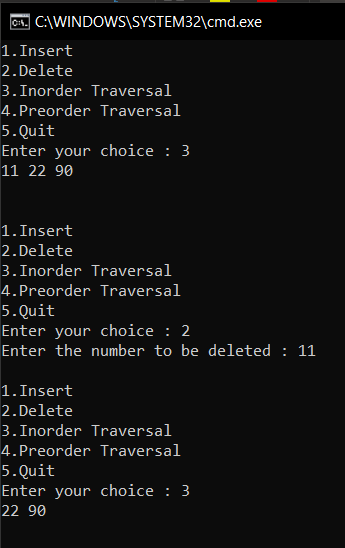 C:\WINDOWS\SYSTEM32\cmd.exe
1.Insert
2.Delete
3.Inorder Traversal
4.Preorder Traversal
5.Quit
Enter your choice : 3
11 22 90
1.Insert
2.Delete
3.Inorder Traversal
4.Preorder Traversal
5.Quit
Enter your choice : 2
Enter the number to be deleted : 11
1.Insert
2.Delete
3.Inorder Traversal
4.Preorder Traversal
5.Quit
Enter your choice : 3
22 90